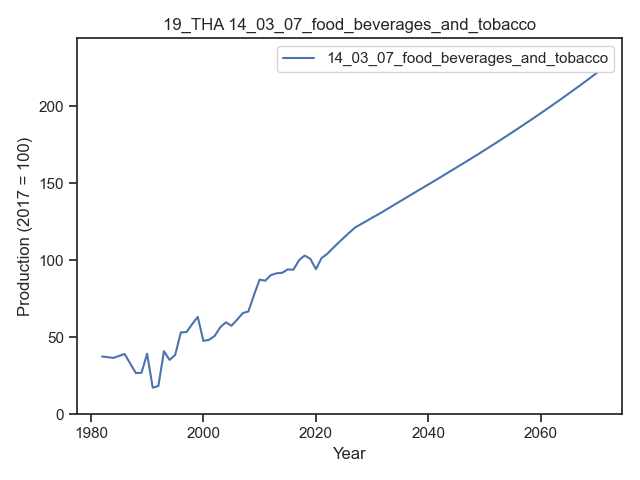 19_THA 14_03_07_food_beverages_and_tobacco
14_03_07_food_beverages_and_tobacco
Production (2017 = 100)
200
150
100
50
0
1980 2000 2020 2040 2060
Year